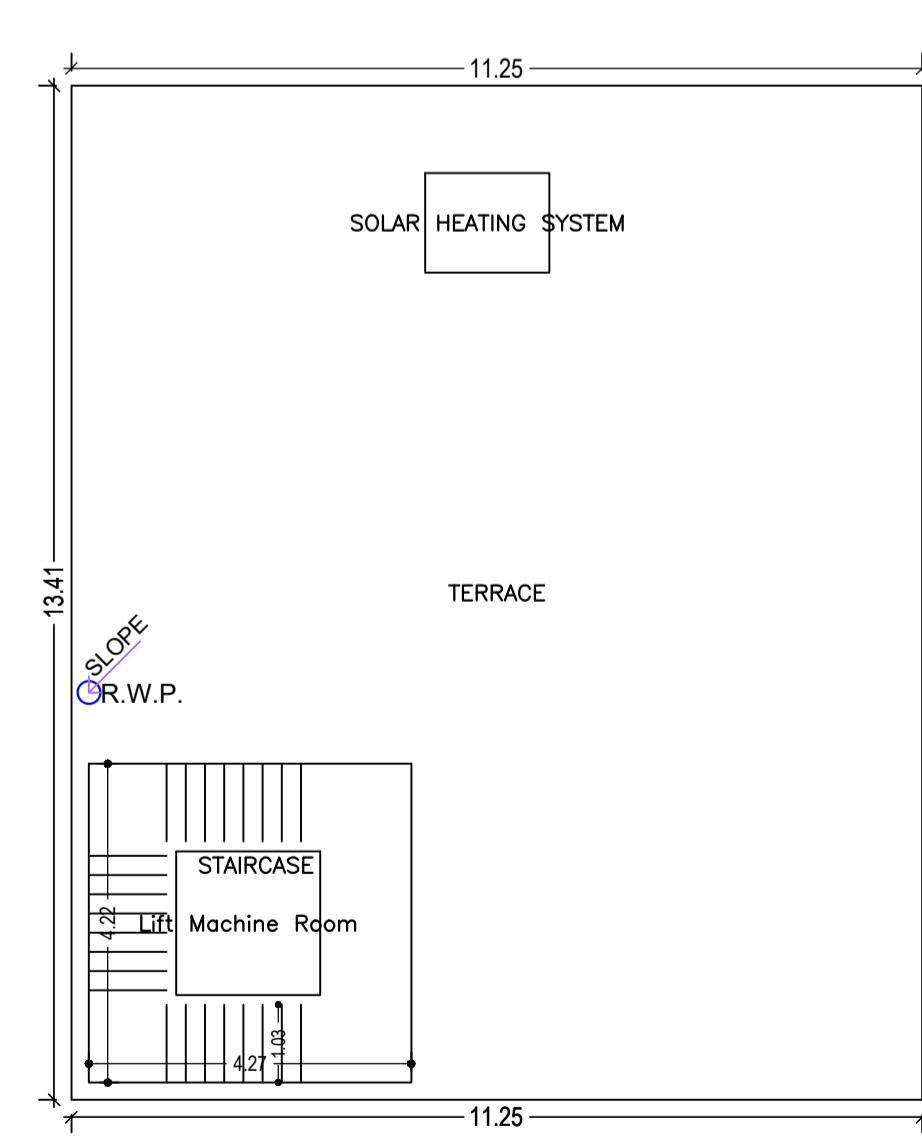 11.25
SOLAR HEATING SYSTEM
13.41
TERRACE
SLOPE
R.W.P.
STAIRCASE
4.22
Lift Machine Room
1.03
4.27
11.25